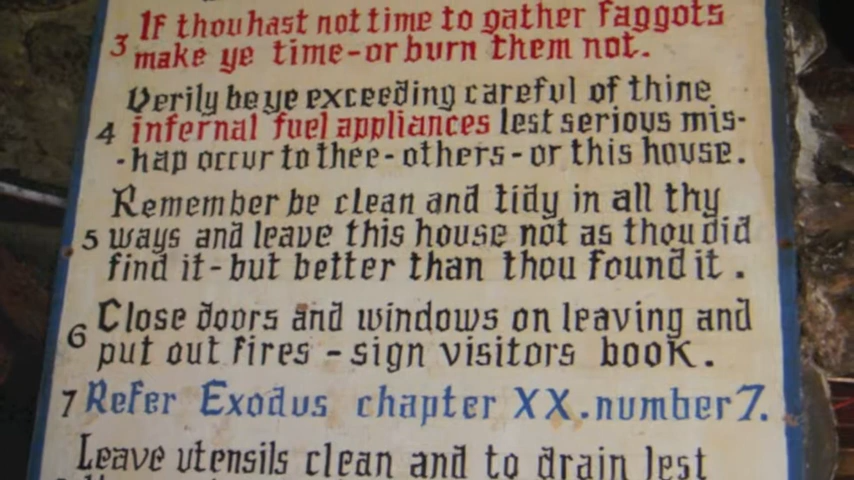 3 If thou hast not time to gather faggots
make ye time-or burn them not.
Verily be ye exceeding careful of thine
4 infernal fuel appliances lest serious mis-
-hap occur to thee-others-or this house.
Remember be clean and tidy in all thy
5 ways and leave this house not as thou did
find it-but better than thou found it.
6 Close doors and windows on leaving and
put out fires - sign visitors book.
7 Refer Exodus chapter XX. number 7.
Leave utensils clean and to drain lest